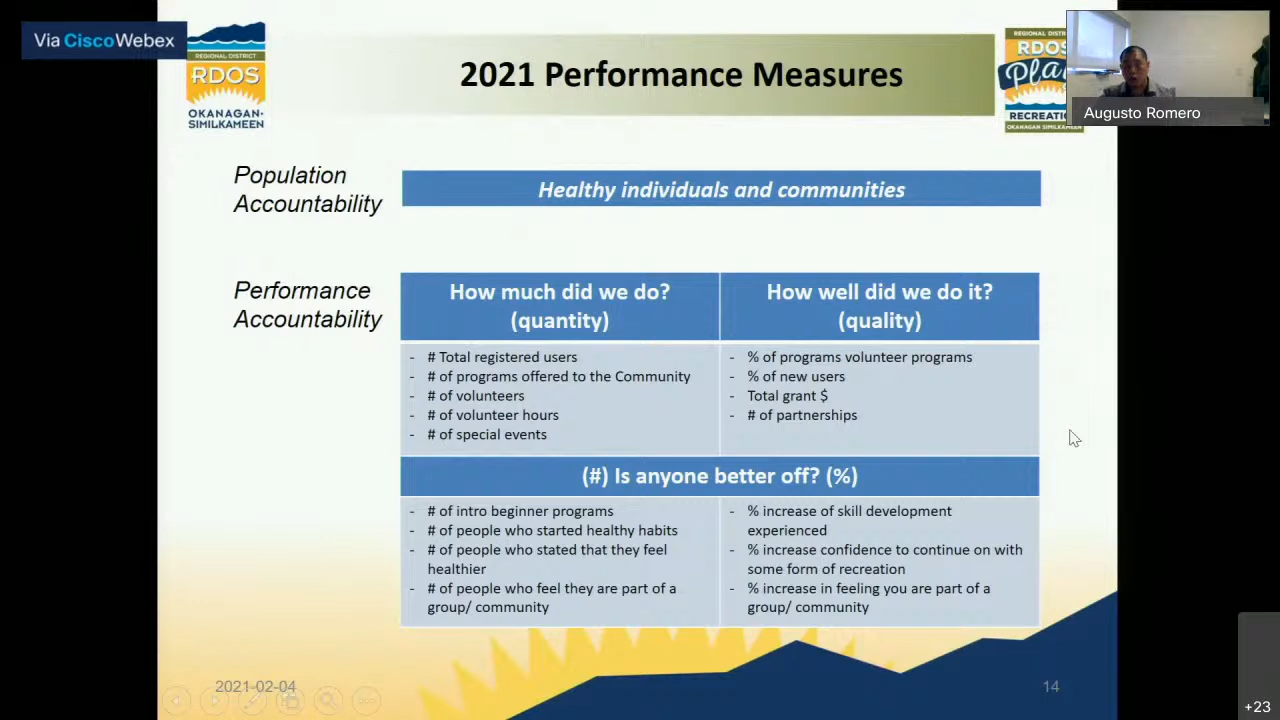 Via CiscoWebex
REGIONAL DISTRICT
RDOS
OKANAGAN-
SIMILKAMEEN
2021 Performance Measures
REGIONAL DISTRICT
RDOS
RECREATION
OKANAGAN SIMILKAMEEN
Augusto Romero
Population
Accountability
Healthy individuals and communities
Performance
Accountability
How much did we do?
(quantity)
How well did we do it?
(quality)
- # Total registered users
- # of programs offered to the Community
- # of volunteers
- # of volunteer hours
- # of special events
- % of programs volunteer programs
- % of new users
- Total grant $
- # of partnerships
(#) Is anyone better off? (%)
- # of intro beginner programs
- # of people who started healthy habits
- # of people who stated that they feel
healthier
- # of people who feel they are part of a
group/ community
- % increase of skill development
experienced
- % increase confidence to continue on with
some form of recreation
- % increase in feeling you are part of a
group/ community
2021-02-04
14
+23